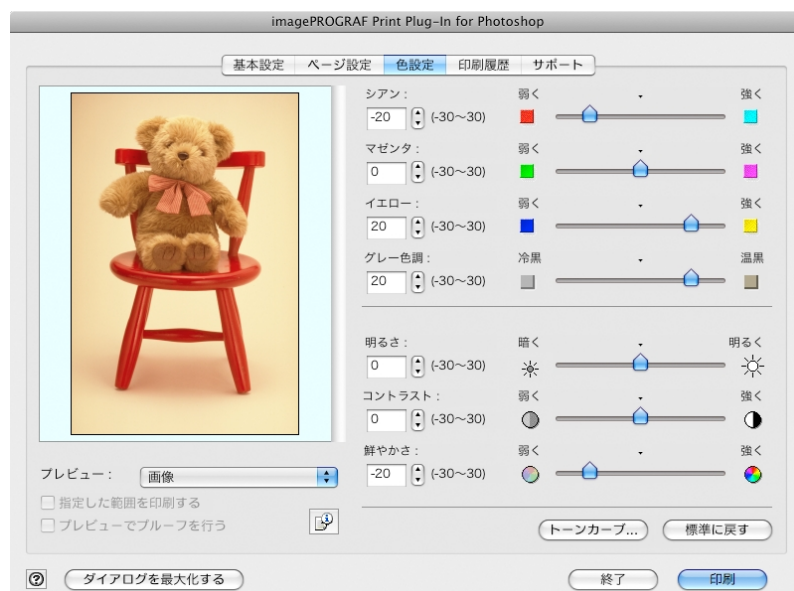 imagePROGRAF Print Plug-In for Photoshop
基本設定 ページ設定 色設定 印刷履歴 サポート
シアン: 弱く 強く
-20 (-30〜30)
マゼンタ: 弱く 強く
0 (-30〜30)
イエロー: 弱く 強く
20 (-30〜30)
グレー色調: 冷黒 温黒
20 (-30〜30)
明るさ: 暗く 明るく
0 (-30〜30)
コントラスト: 弱く 強く
0 (-30〜30)
鮮やかさ: 弱く 強く
-20 (-30〜30)
プレビュー: 画像
指定した範囲を印刷する
プレビューでプルーフを行う
トーンカーブ... 標準に戻す
? ダイアログを最大化する 終了 印刷